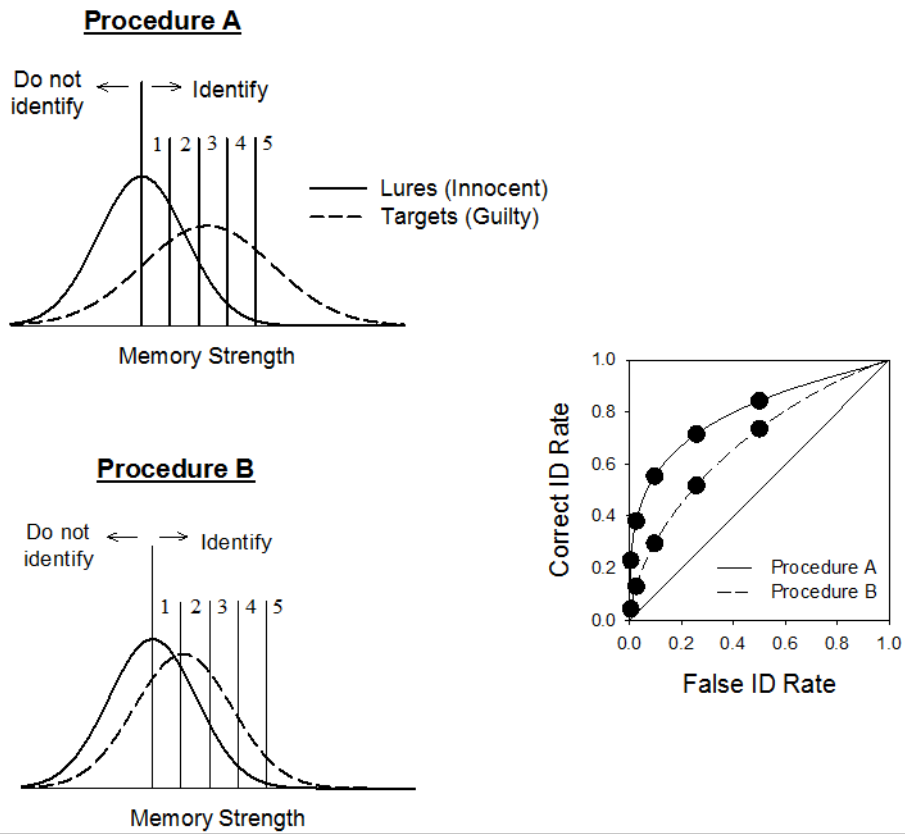 Procedure A
Do not identify
Identify
1 2 3 4 5
Lures (Innocent)
Targets (Guilty)
Memory Strength
Procedure B
Do not identify
Identify
1 2 3 4 5
Memory Strength
1.0
0.8
0.6
0.4
0.2
0.0
Correct ID Rate
Procedure A
Procedure B
0.0 0.2 0.4 0.6 0.8 1.0
False ID Rate